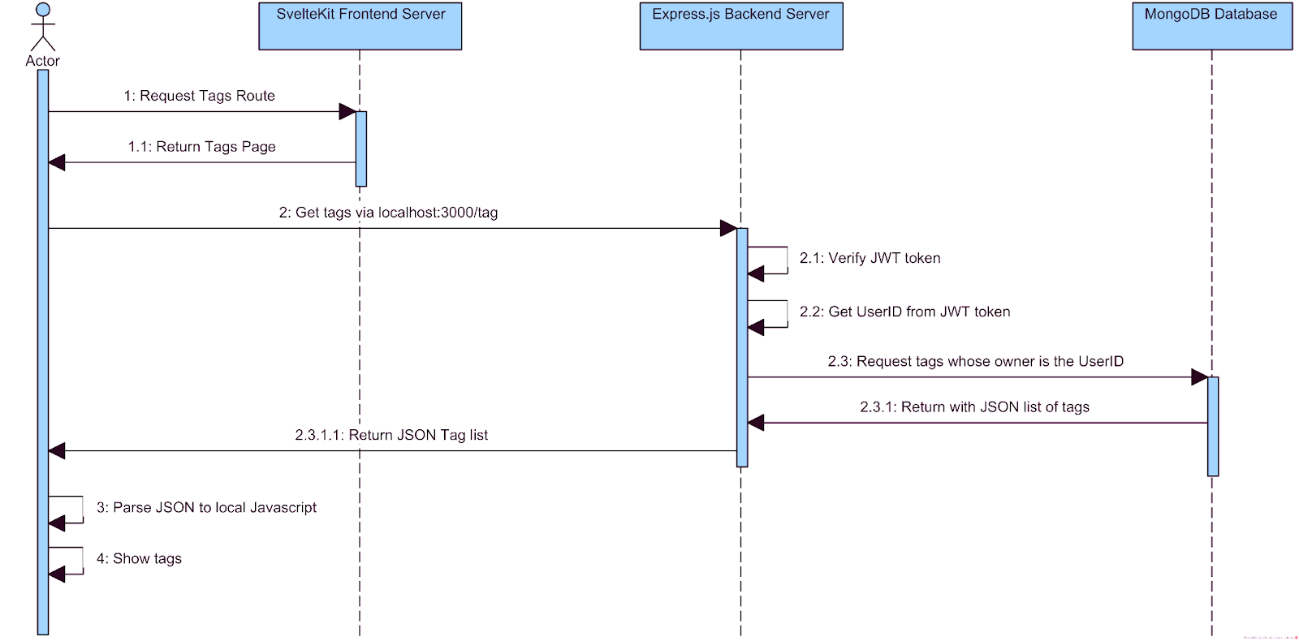 SvelteKit Frontend Server
Express.js Backend Server
MongoDB Database
Actor
1: Request Tags Route
1.1: Return Tags Page
2: Get tags via localhost:3000/tag
2.1: Verify JWT token
2.2: Get UserID from JWT token
2.3: Request tags whose owner is the UserID
2.3.1: Return with JSON list of tags
2.3.1.1: Return JSON Tag list
3: Parse JSON to local Javascript
4: Show tags